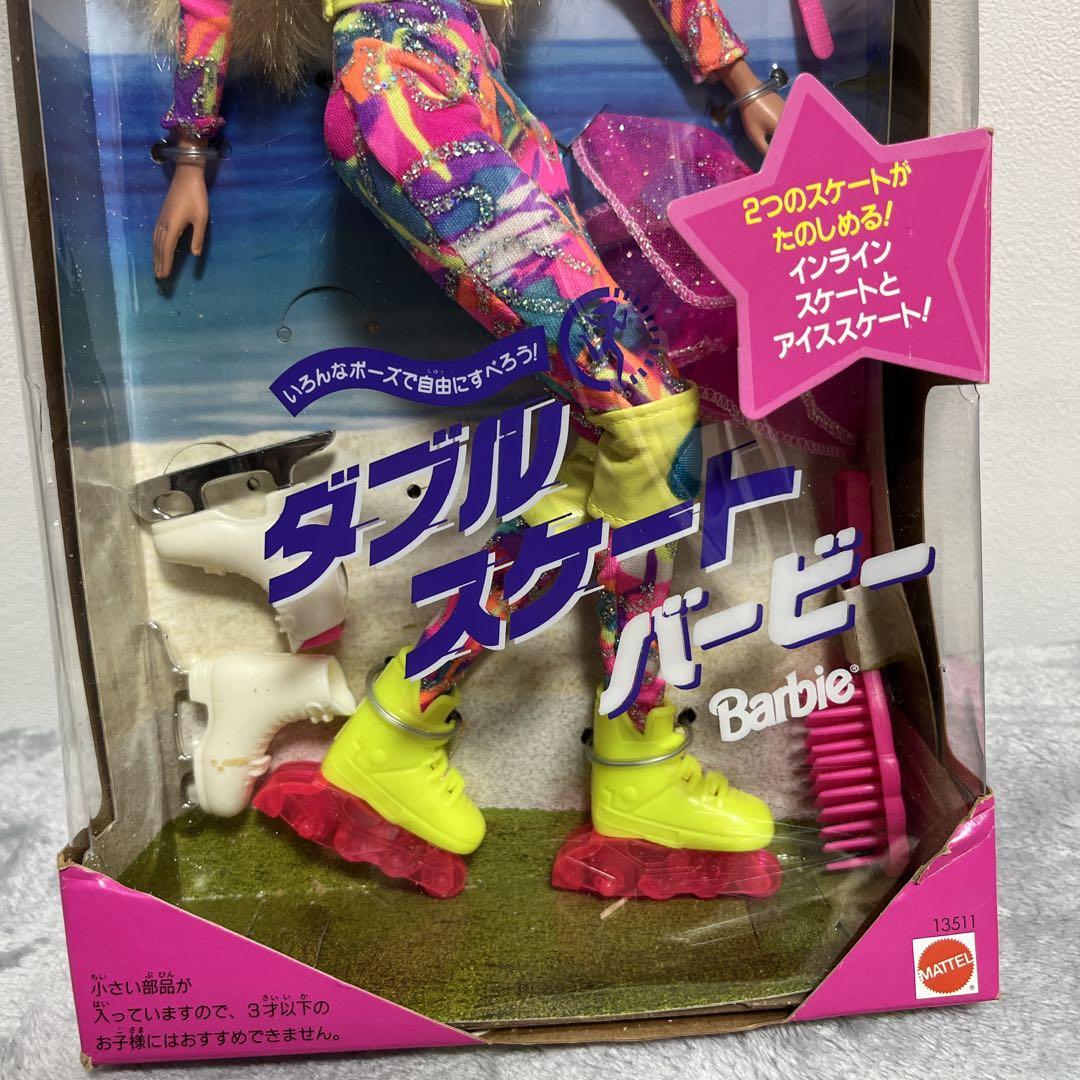 2つのスケートが
たのしめる!
インライン
スケートと
アイススケート!
いろんなポーズで自由にすべろう!
ダブル
スケート
バービー
Barbie®
13511
MATTEL
®
小さい部品が
入っていますので、3才以下の
お子様にはおすすめできません。